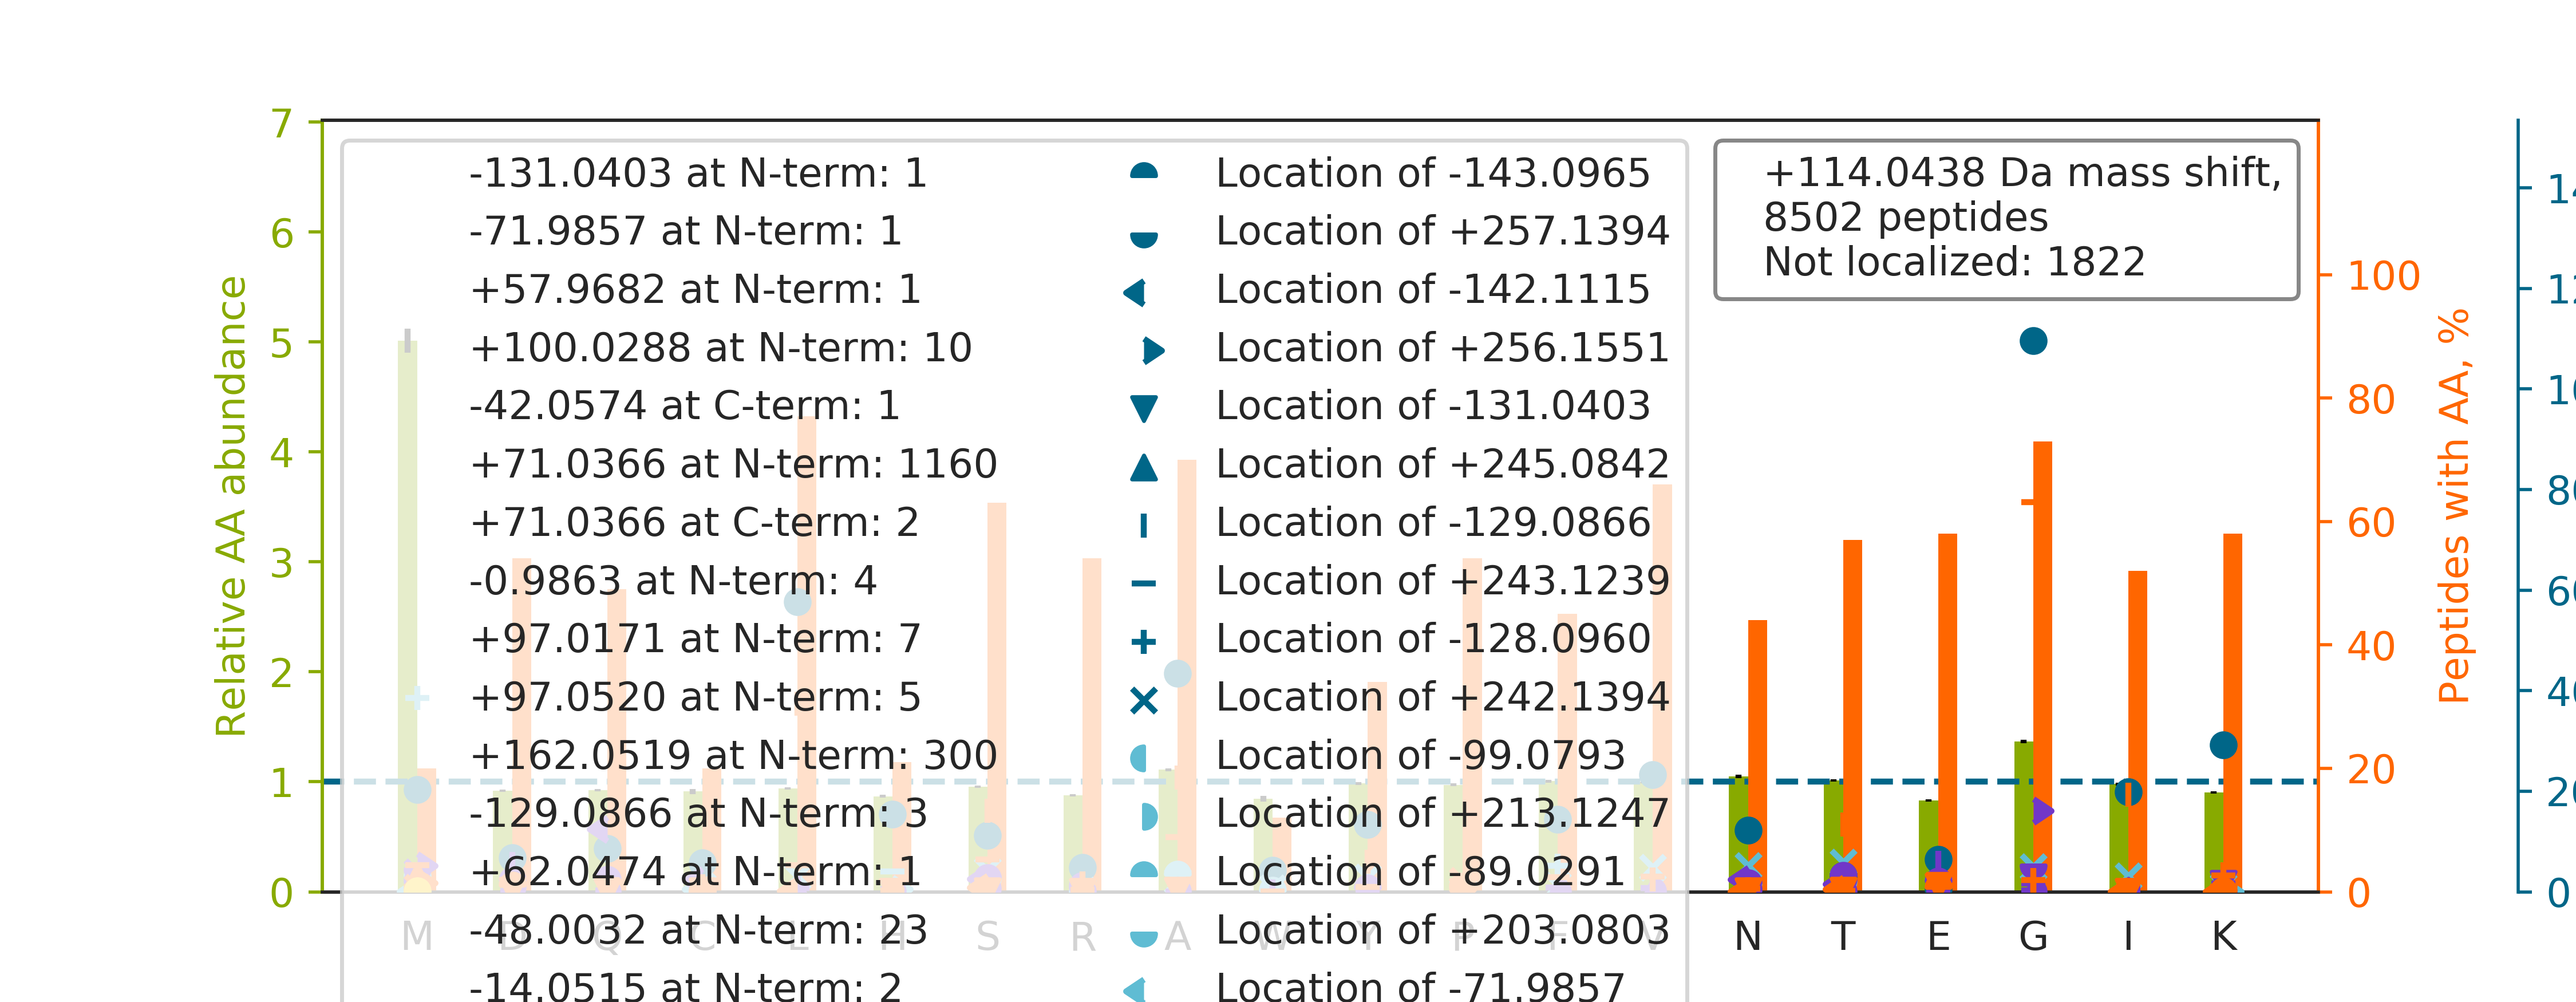 7
6
5
4
3
2
1
0
Relative AA abundance
-131.0403 at N-term: 1
-71.9857 at N-term: 1
+57.9682 at N-term: 1
+100.0288 at N-term: 10
-42.0574 at C-term: 1
+71.0366 at N-term: 1160
+71.0366 at C-term: 2
-0.9863 at N-term: 4
+97.0171 at N-term: 7
+97.0520 at N-term: 5
+162.0519 at N-term: 300
-129.0866 at N-term: 3
+62.0474 at N-term: 1
-48.0032 at N-term: 23
-14.0515 at N-term: 2
Location of -143.0965
Location of +257.1394
Location of -142.1115
Location of +256.1551
Location of -131.0403
Location of +245.0842
Location of -129.0866
Location of +243.1239
Location of -128.0960
Location of +242.1394
Location of -99.0793
Location of +213.1247
Location of -89.0291
Location of +203.0803
Location of -71.9857
+114.0438 Da mass shift,
8502 peptides
Not localized: 1822
M D Q C L H S R A W Y P F V N T E G I K
100
80
60
40
20
0
Peptides with AA, %
0